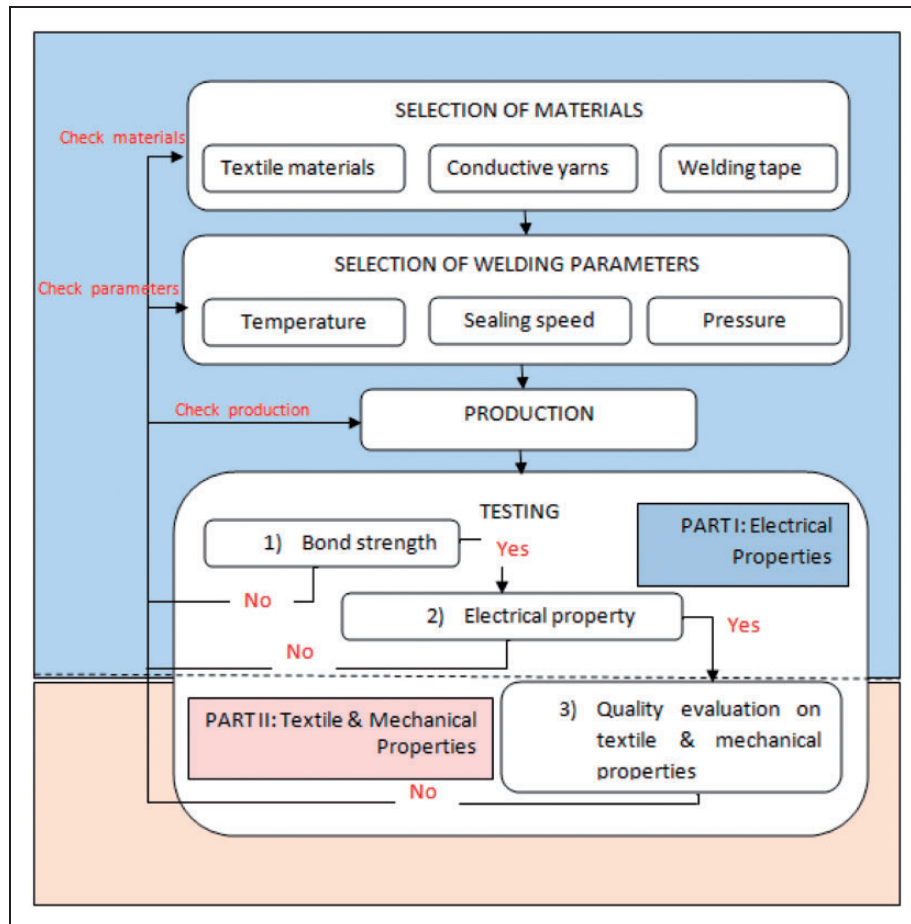 SELECTION OF MATERIALS
Check materials
Textile materials
Conductive yarns
Welding tape
SELECTION OF WELDING PARAMETERS
Check parameters
Temperature
Sealing speed
Pressure
Check production
PRODUCTION
TESTING
PART I: Electrical
Properties
1) Bond strength
Yes
No
2) Electrical property
Yes
No
PART II: Textile & Mechanical
Properties
3) Quality evaluation on
textile & mechanical
properties
No